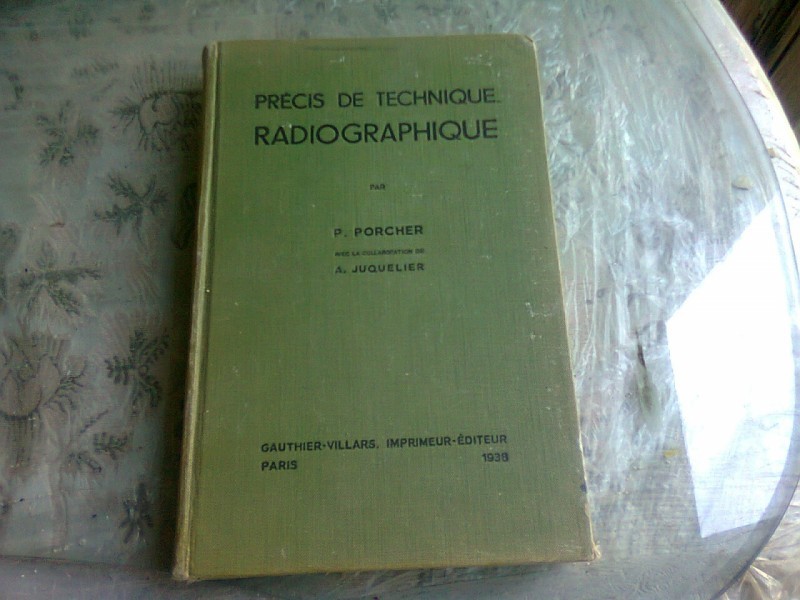 PRÉCIS DE TECHNIQUE
RADIOGRAPHIQUE
PAR
P. PORCHER
AVEC LA COLLABORATION DE
A. JUQUELIER
GAUTHIER-VILLARS, IMPRIMEUR-ÉDITEUR
PARIS 1938